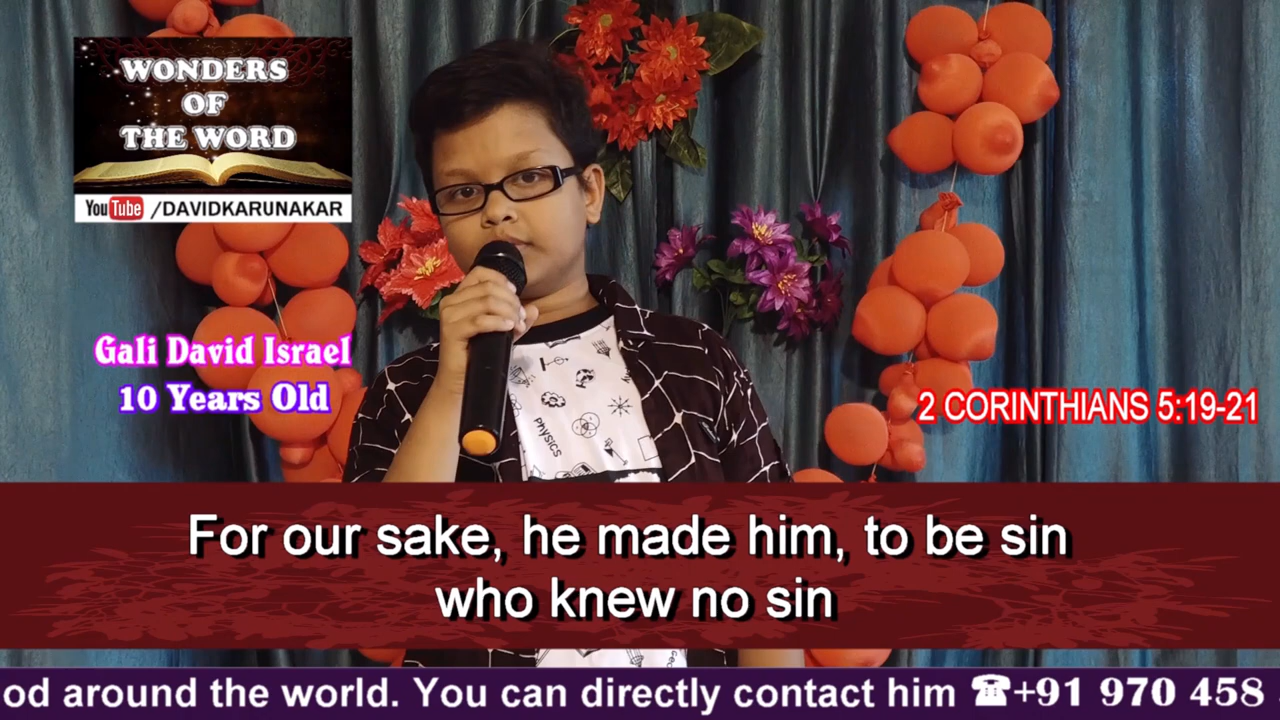 WONDERS
OF
THE WORD
YouTube /DAVIDKARUNAKAR
Gali David Israel
10 Years Old
PHYSICS
2 CORINTHIANS 5:19-21
For our sake, he made him, to be sin
who knew no sin
od around the world. You can directly contact him ☎+91 970 458